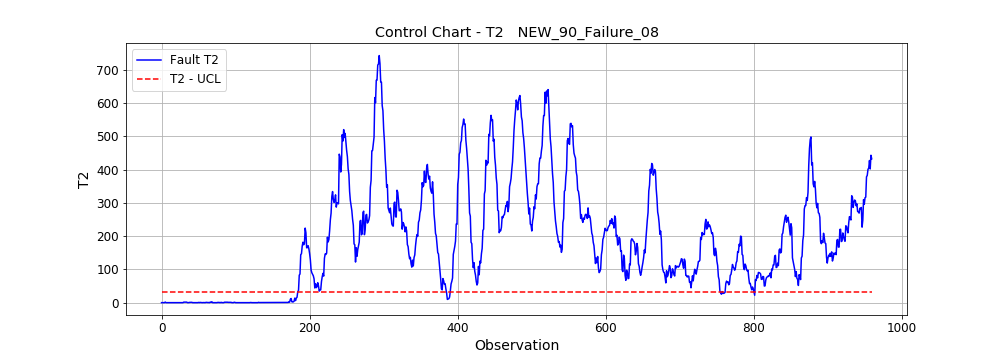 Control Chart - T2   NEW_90_Failure_08
Fault T2
T2 - UCL
T2
700
600
500
400
300
200
100
0
0 200 400 600 800 1000
Observation